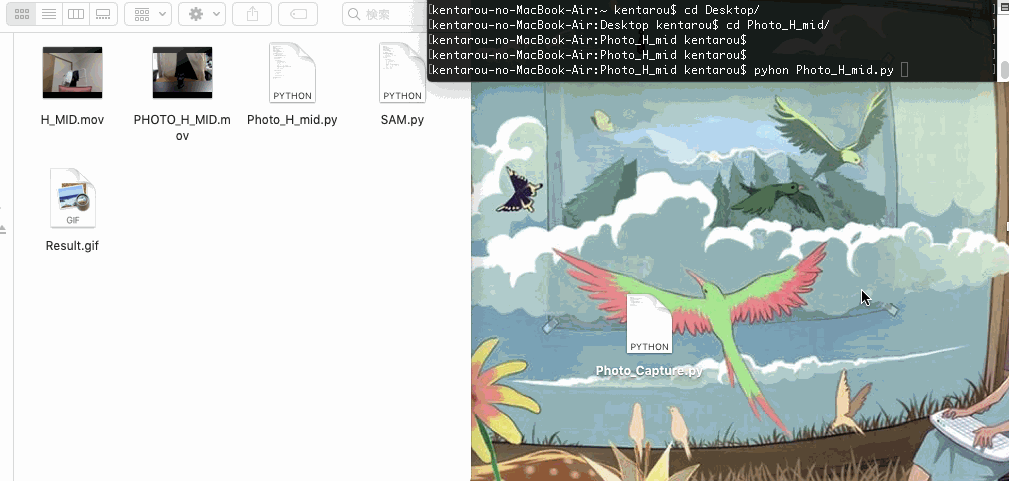 検索
kentarou-no-MacBook-Air:~ kentarou$ cd Desktop/
kentarou-no-MacBook-Air:Desktop kentarou$ cd Photo_H_mid/
kentarou-no-MacBook-Air:Photo_H_mid kentarou$
kentarou-no-MacBook-Air:Photo_H_mid kentarou$
kentarou-no-MacBook-Air:Photo_H_mid kentarou$ pyhon Photo_H_mid.py
PYTHON
PYTHON
H_MID.mov
PHOTO_H_MID.m
ov
Photo_H_mid.py
SAM.py
GIF
Result.gif
PYTHON
Photo_Capture.py